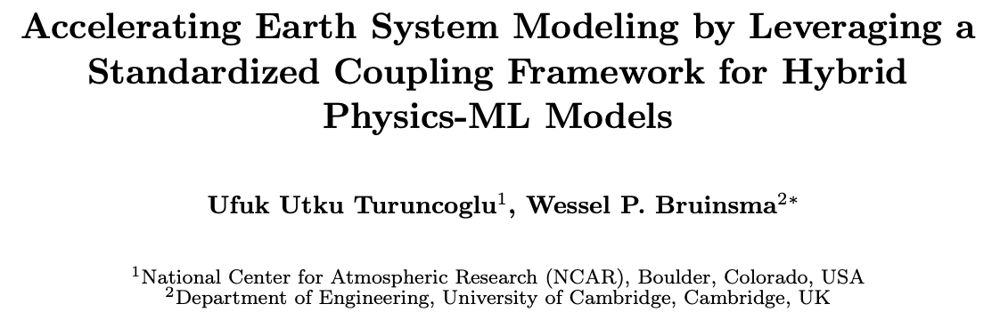 Accelerating Earth System Modeling by Leveraging a
Standardized Coupling Framework for Hybrid
Physics-ML Models
Ufuk Utku Turuncoglu¹, Wessel P. Bruinsma²*
¹National Center for Atmospheric Research (NCAR), Boulder, Colorado, USA
²Department of Engineering, University of Cambridge, Cambridge, UK